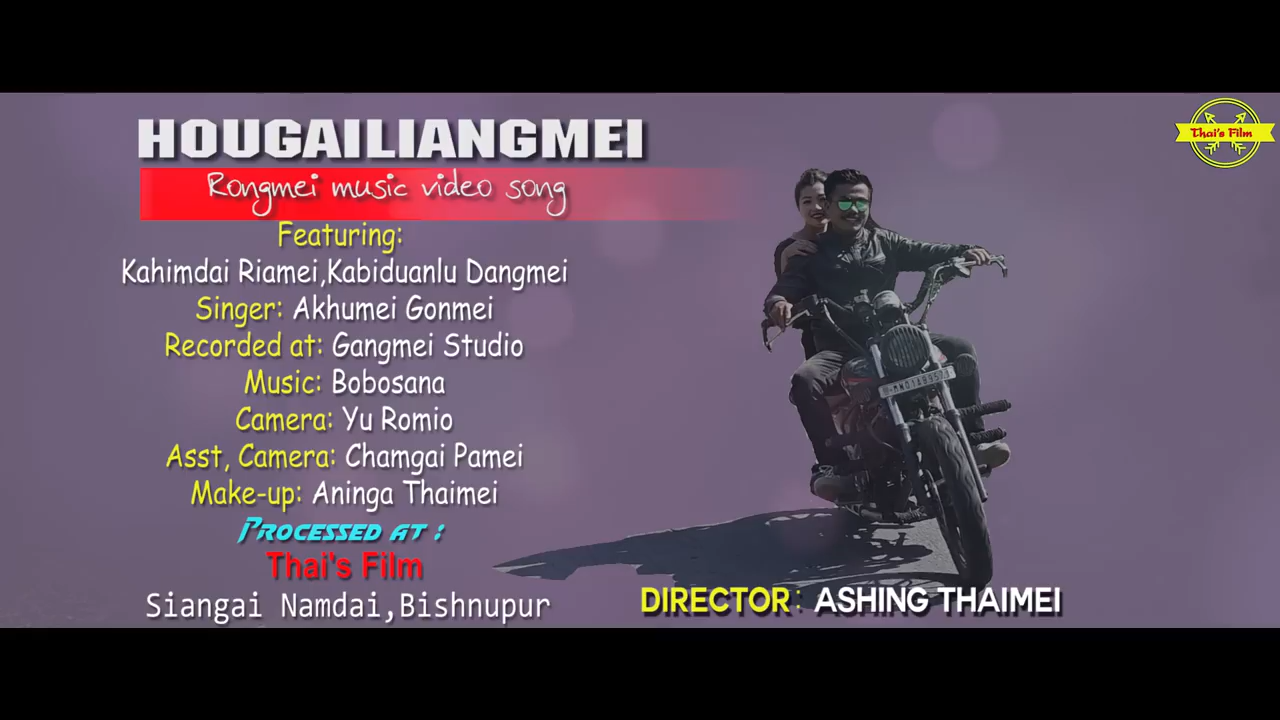 HOUGAILIANGMEI
Rongmei music video song
Thai's Film
Featuring:
Kahimdai Riamei,Kabiduanlu Dangmei
Singer: Akhumei Gonmei
Recorded at: Gangmei Studio
Music: Bobosana
Camera: Yu Romio
Asst, Camera: Chamgai Pamei
Make-up: Aninga Thaimei
Processed at :
Thai's Film
Siangai Namdai,Bishnupur
DIRECTOR: ASHING THAIMEI